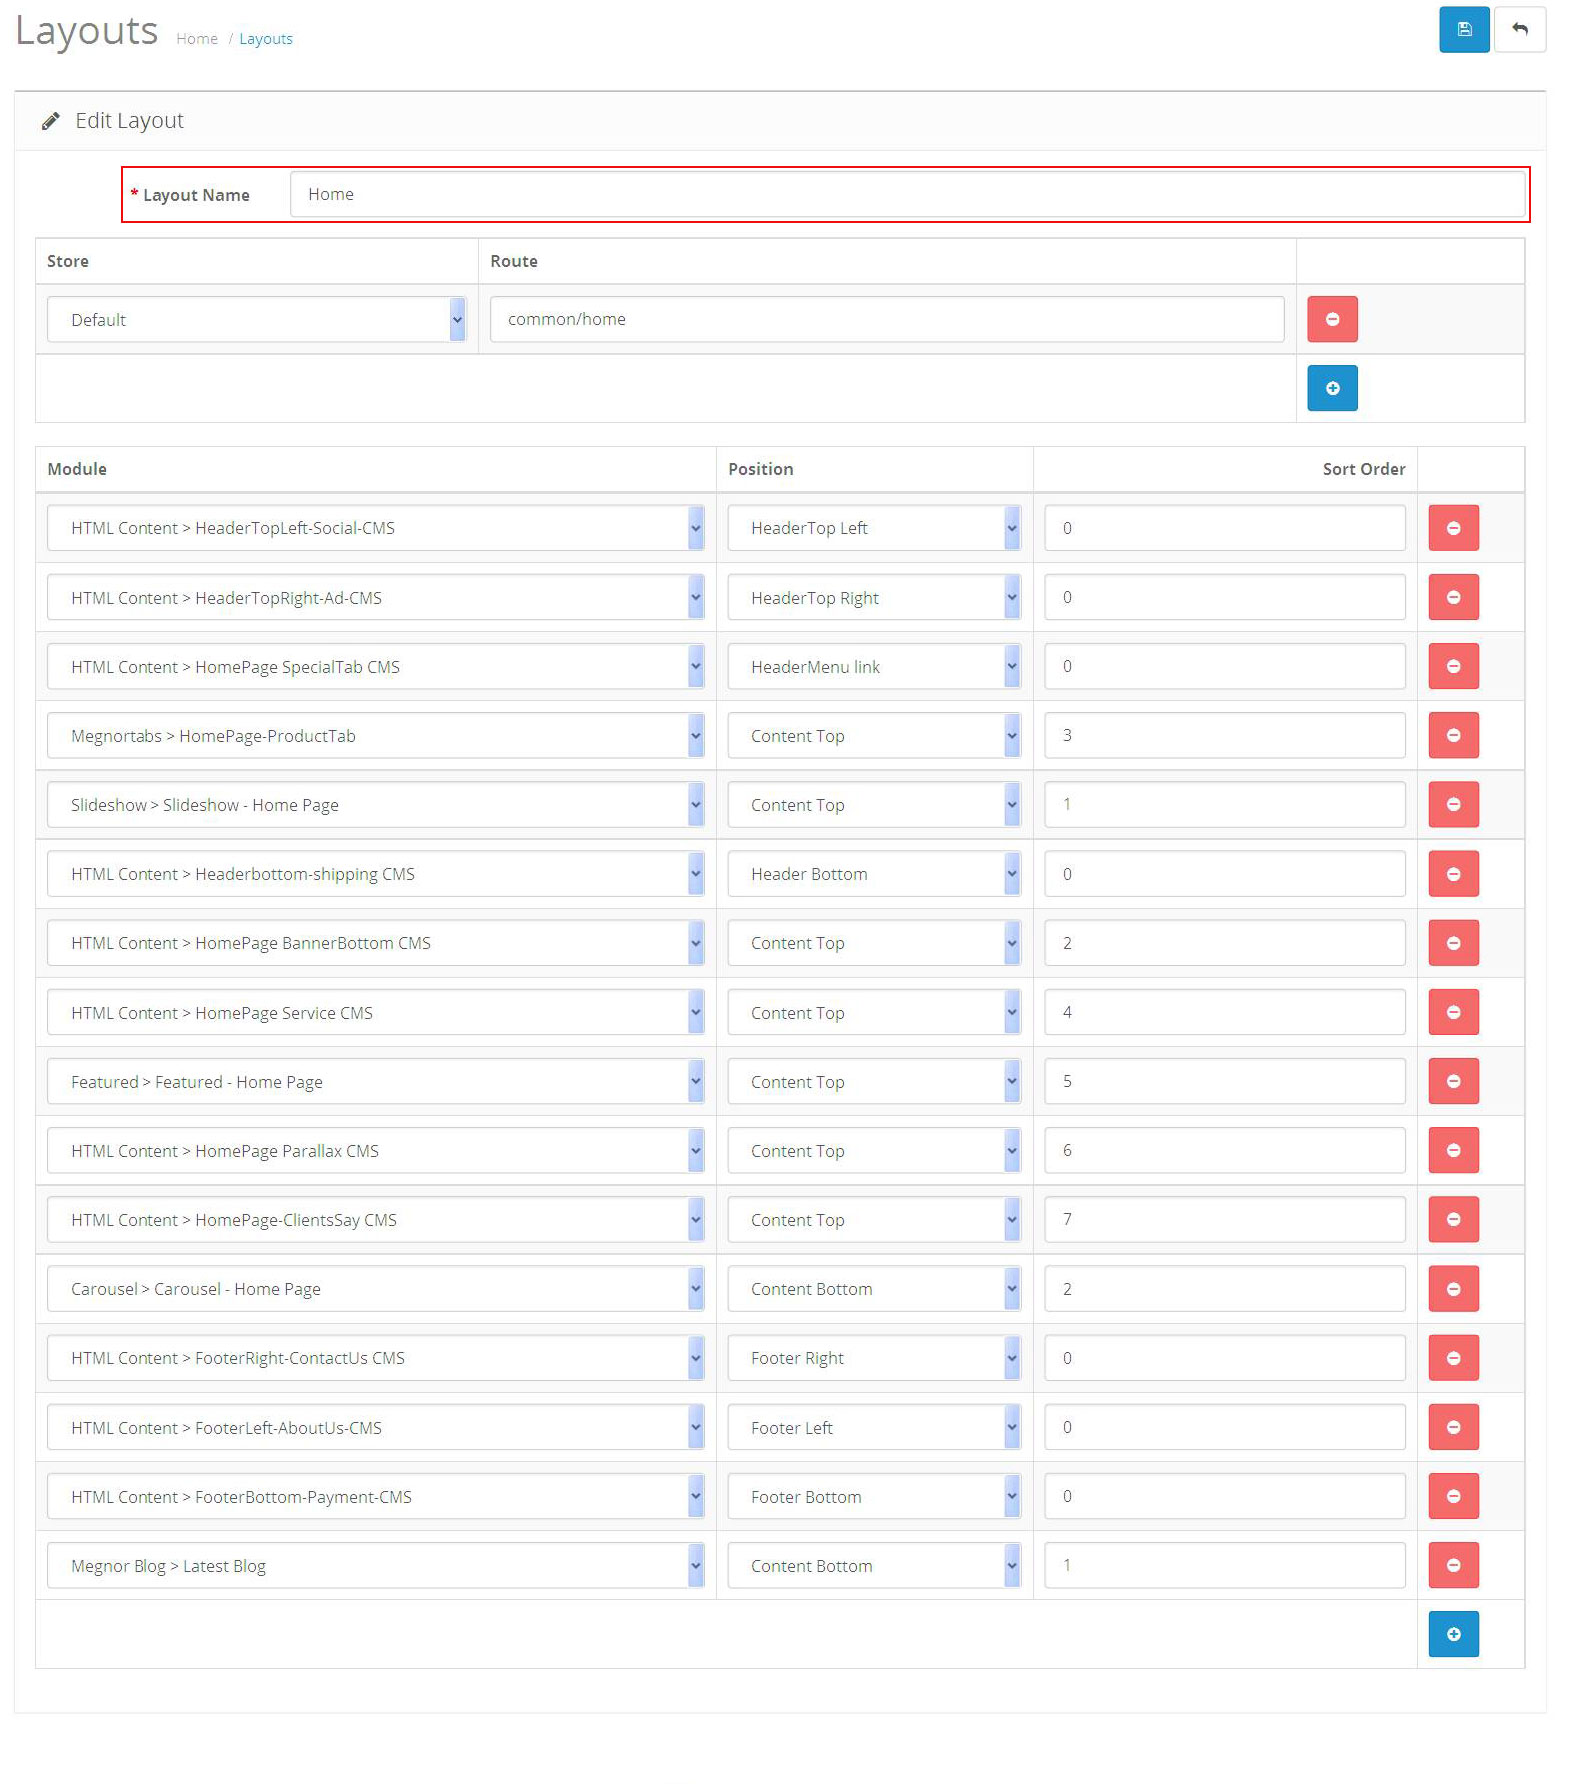 Layouts Home / Layouts
Edit Layout
* Layout Name Home
Store Route
Default common/home
Module Position Sort Order
HTML Content > HeaderTopLeft-Social-CMS HeaderTop Left 0
HTML Content > HeaderTopRight-Ad-CMS HeaderTop Right 0
HTML Content > HomePage SpecialTab CMS HeaderMenu link 0
Megnortabs > HomePage-ProductTab Content Top 3
Slideshow > Slideshow - Home Page Content Top 1
HTML Content > Headerbottom-shipping CMS Header Bottom 0
HTML Content > HomePage BannerBottom CMS Content Top 2
HTML Content > HomePage Service CMS Content Top 4
Featured > Featured - Home Page Content Top 5
HTML Content > HomePage Parallax CMS Content Top 6
HTML Content > HomePage-ClientsSay CMS Content Top 7
Carousel > Carousel - Home Page Content Bottom 2
HTML Content > FooterRight-ContactUs CMS Footer Right 0
HTML Content > FooterLeft-AboutUs-CMS Footer Left 0
HTML Content > FooterBottom-Payment-CMS Footer Bottom 0
Megnor Blog > Latest Blog Content Bottom 1